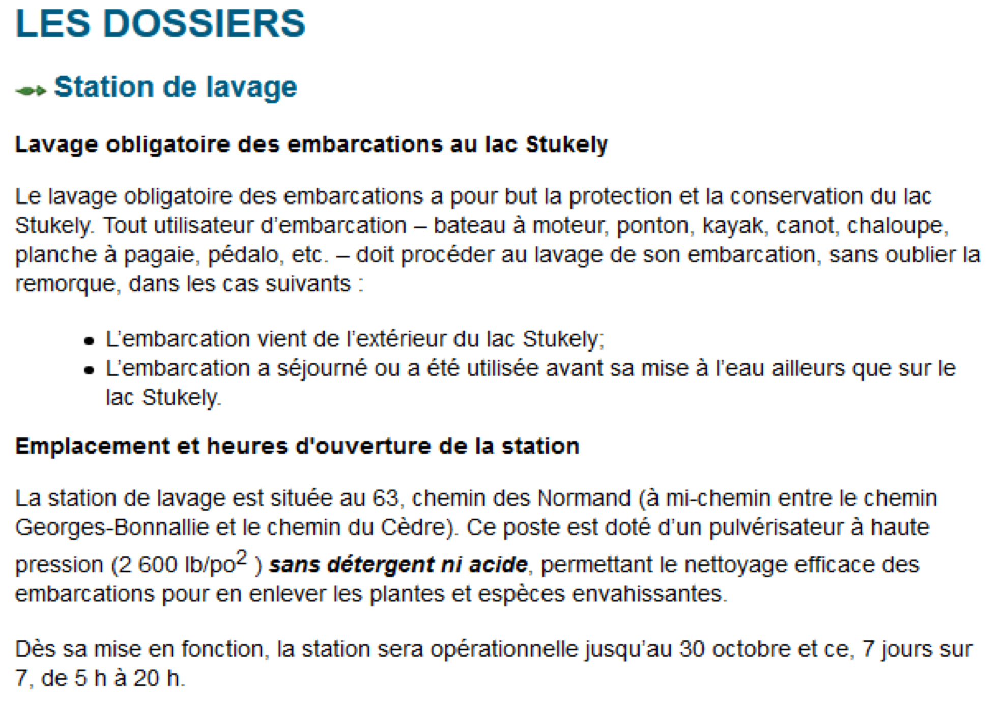 LES DOSSIERS
Station de lavage
Lavage obligatoire des embarcations au lac Stukely
Le lavage obligatoire des embarcations a pour but la protection et la conservation du lac
Stukely. Tout utilisateur d’embarcation – bateau à moteur, ponton, kayak, canot, chaloupe,
planche à pagaie, pédalo, etc. – doit procéder au lavage de son embarcation, sans oublier la
remorque, dans les cas suivants :
• L’embarcation vient de l’extérieur du lac Stukely;
• L’embarcation a séjourné ou a été utilisée avant sa mise à l’eau ailleurs que sur le
lac Stukely.
Emplacement et heures d'ouverture de la station
La station de lavage est située au 63, chemin des Normand (à mi-chemin entre le chemin
Georges-Bonnallie et le chemin du Cèdre). Ce poste est doté d’un pulvérisateur à haute
pression (2 600 lb/po² ) sans détergent ni acide, permettant le nettoyage efficace des
embarcations pour en enlever les plantes et espèces envahissantes.
Dès sa mise en fonction, la station sera opérationnelle jusqu’au 30 octobre et ce, 7 jours sur
7, de 5 h à 20 h.